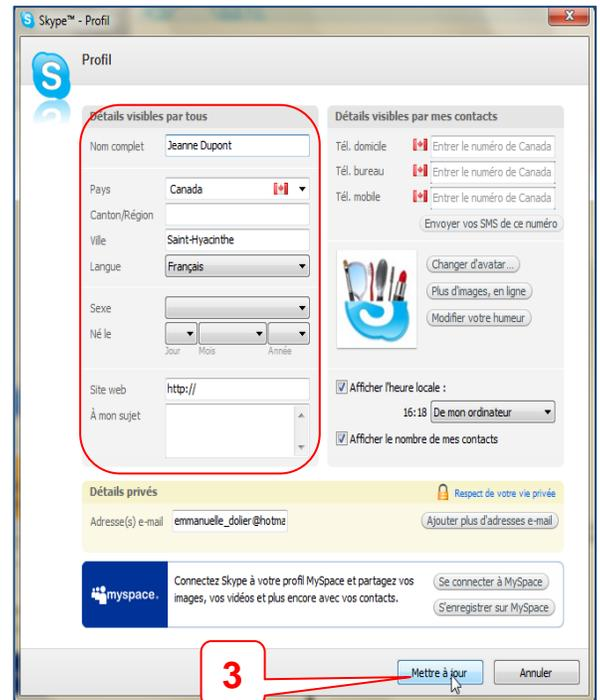 Skype™ - Profil
Profil
Détails visibles par tous
Nom complet Jeanne Dupont
Pays Canada
Canton/Région
Ville Saint-Hyacinthe
Langue Français
Sexe
Né le
Jour Mois Année
Site web http://
À mon sujet
Détails visibles par mes contacts
Tél. domicile Entrer le numéro de Canada
Tél. bureau Entrer le numéro de Canada
Tél. mobile Entrer le numéro de Canada
Envoyer vos SMS de ce numéro
Changer d'avatar...
Plus d'images, en ligne
Modifier votre humeur
Afficher l'heure locale :
16:18 De mon ordinateur
Afficher le nombre de mes contacts
Détails privés
Respect de votre vie privée
Adresse(s) e-mail emmanuelle_dolier@hotma
Ajouter plus d'adresses e-mail
myspace.
Connectez Skype à votre profil MySpace et partagez vos
images, vos vidéos et plus encore avec vos contacts.
Se connecter à MySpace
S'enregistrer sur MySpace
3
Mettre à jour
Annuler